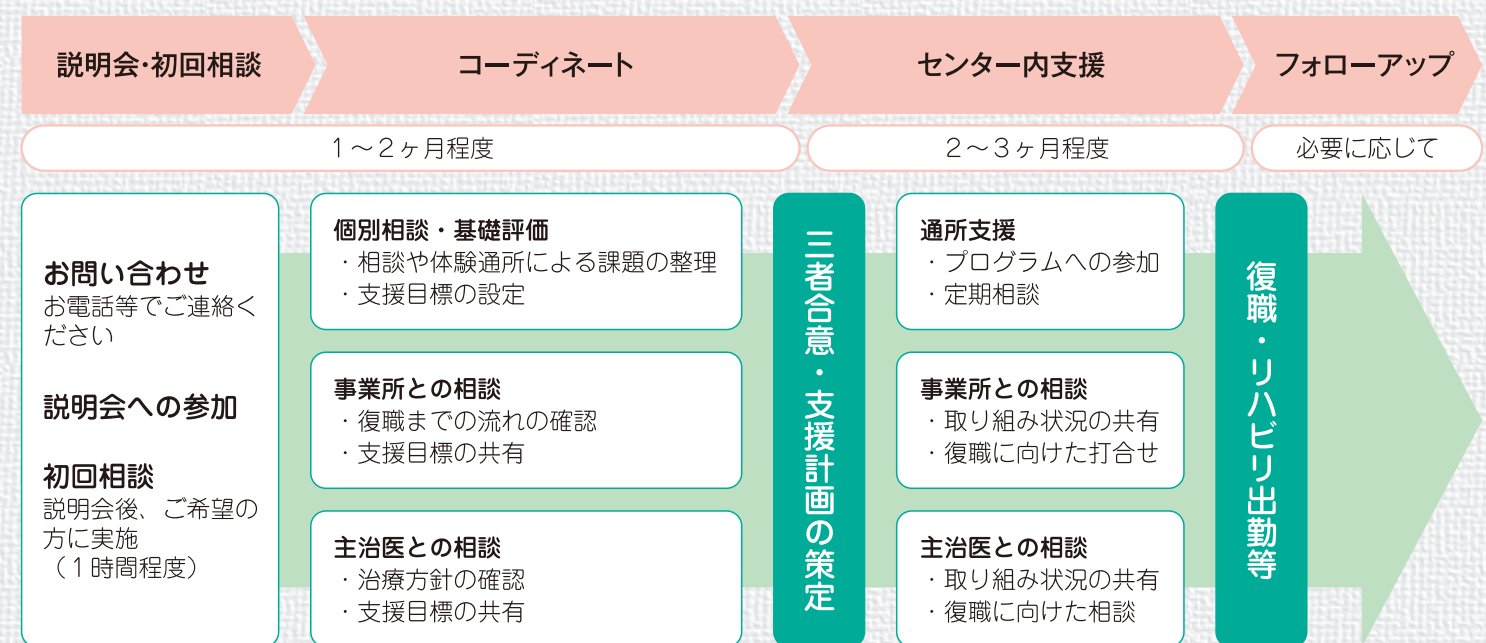 説明会・初回相談
コーディネート
センター内支援
フォローアップ
1～2ヶ月程度
2～3ヶ月程度
必要に応じて
お問い合わせ
お電話等でご連絡く
ださい
説明会への参加
初回相談
説明会後、ご希望の
方に実施
（1時間程度）
個別相談・基礎評価
・相談や体験通所による課題の整理
・支援目標の設定
事業所との相談
・復職までの流れの確認
・支援目標の共有
主治医との相談
・治療方針の確認
・支援目標の共有
三者合意・支援計画の策定
通所支援
・プログラムへの参加
・定期相談
事業所との相談
・取り組み状況の共有
・復職に向けた打合せ
主治医との相談
・取り組み状況の共有
・復職に向けた相談
復職・リハビリ出勤等